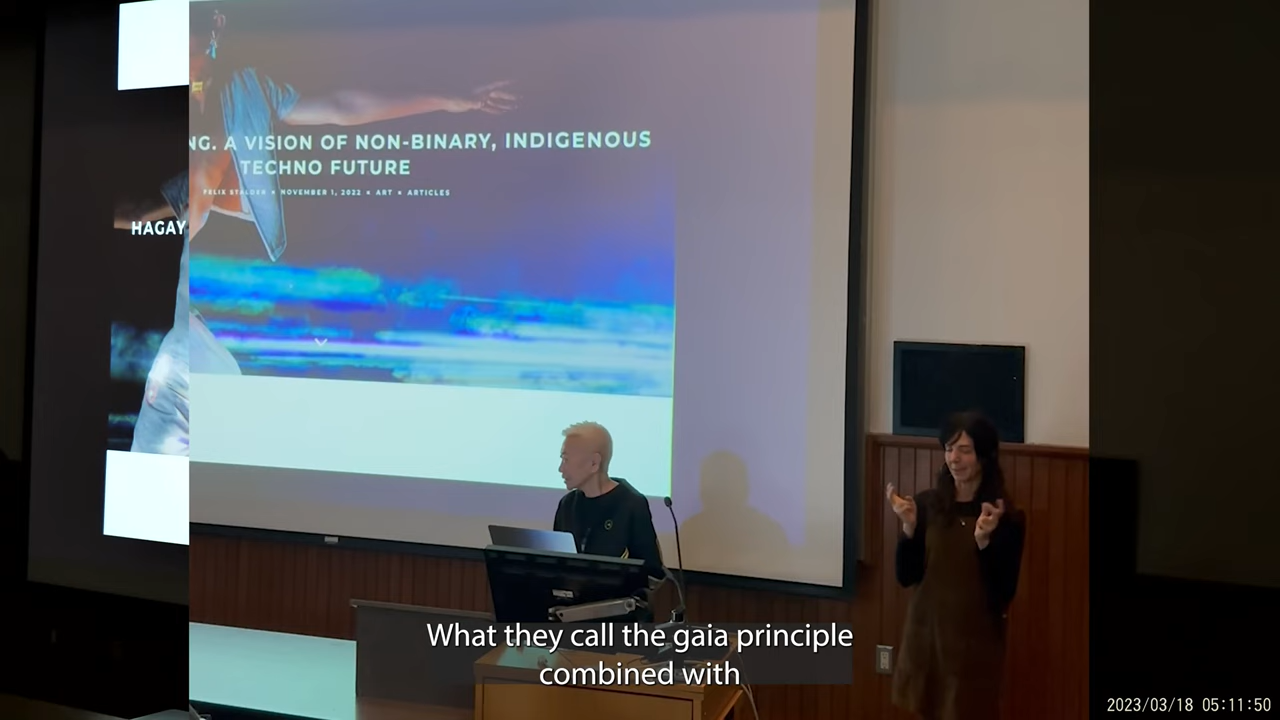 NG. A VISION OF NON-BINARY, INDIGENOUS
TECHNO FUTURE
FELIX STALDER × NOVEMBER 1, 2022 × ART × ARTICLES
HAGAY
What they call the gaia principle
combined with
2023/03/18 05:11:50